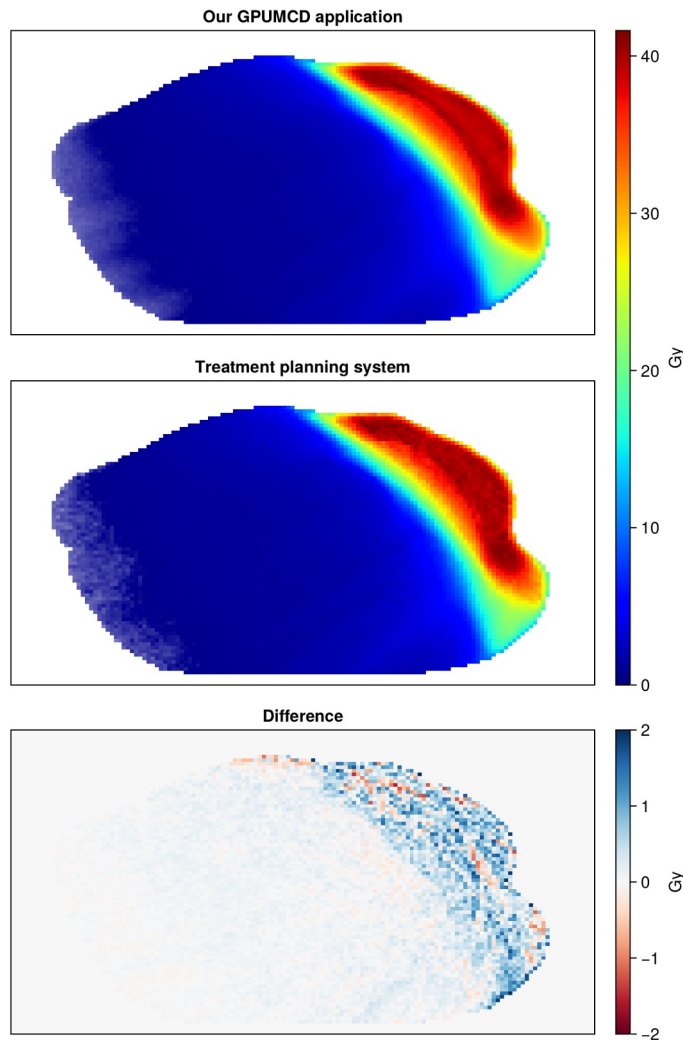 Our GPUMCD application
40
30
Gy
20
Treatment planning system
10
0
Difference
2
1
Gy
0
−1
−2